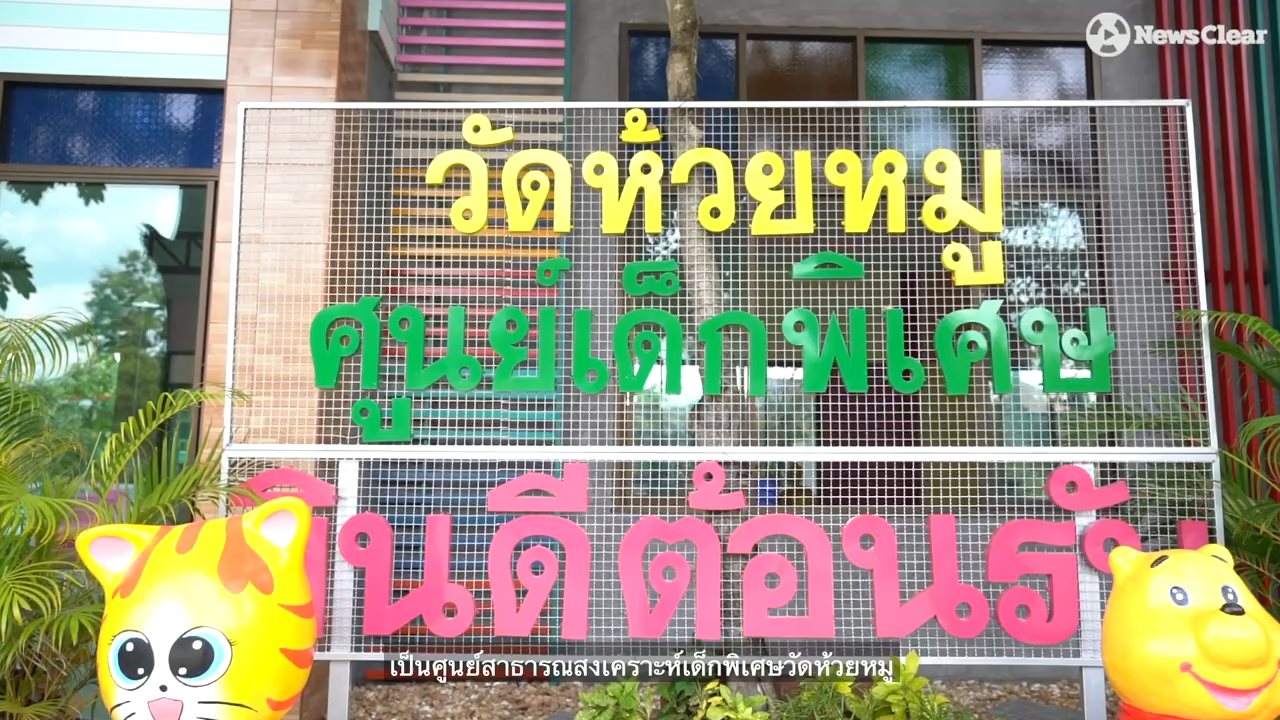 News Clear
วัดห้วยหมู
ศูนย์เด็กพิเศษ
ยินดีต้อนรับ
เป็นศูนย์สาธารณสงเคราะห์เด็กพิเศษวัดห้วยหมู